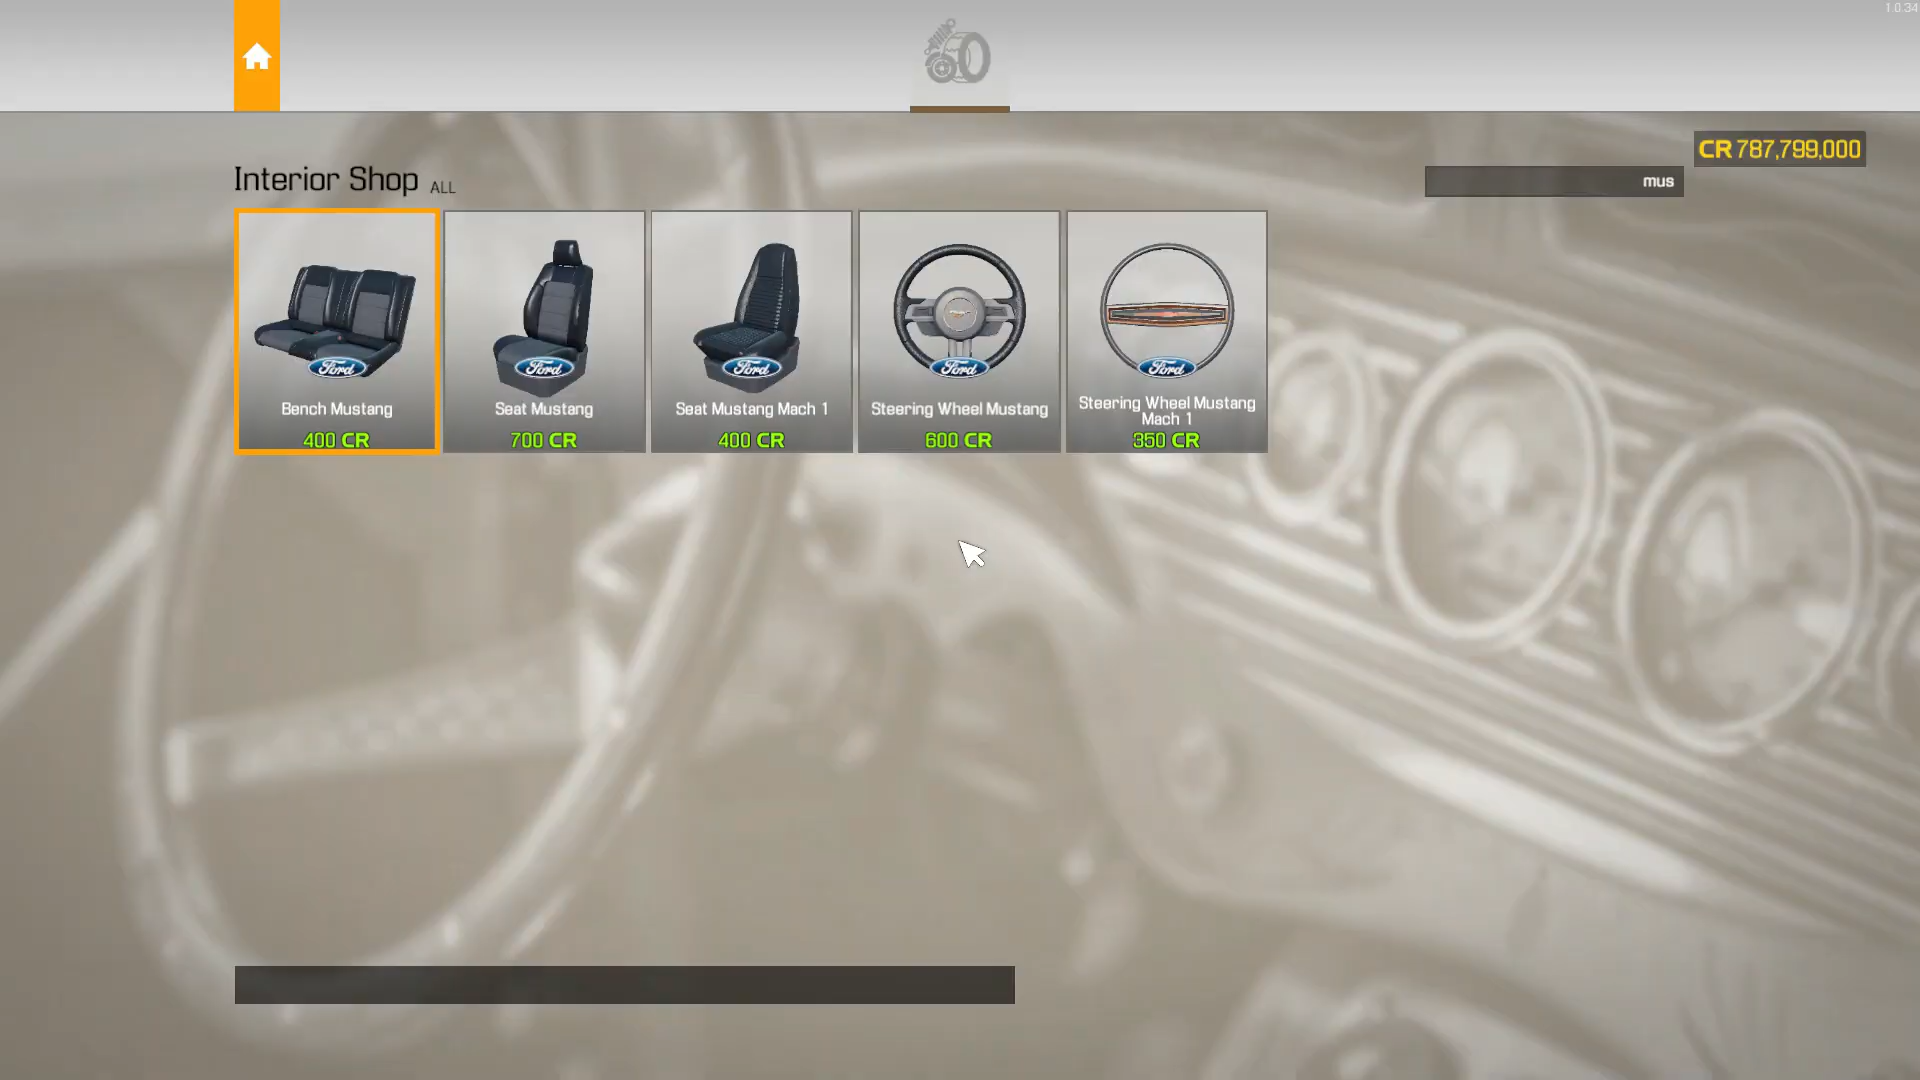 1.0.34
CR 787,799,000
Interior Shop ALL
mus
Ford
Ford
Ford
Ford
Ford
Bench Mustang
400 CR
Seat Mustang
700 CR
Seat Mustang Mach 1
400 CR
Steering Wheel Mustang
600 CR
Steering Wheel Mustang
Mach 1
350 CR